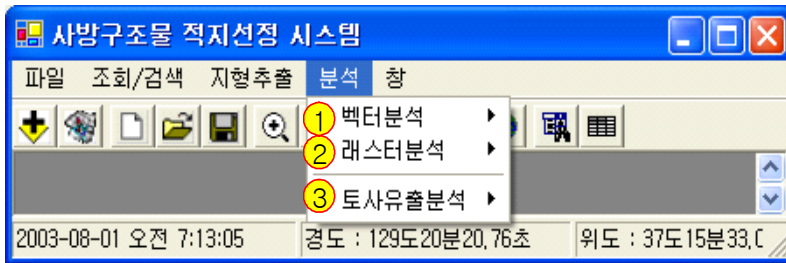 사방구조물 적지선정 시스템
파일 조회/검색 지형추출 분석 창
1 벡터분석
2 래스터분석
3 토사유출분석
2003-08-01 오전 7:13:05 경도 : 129도20분20,76초 위도 : 37도15분33,